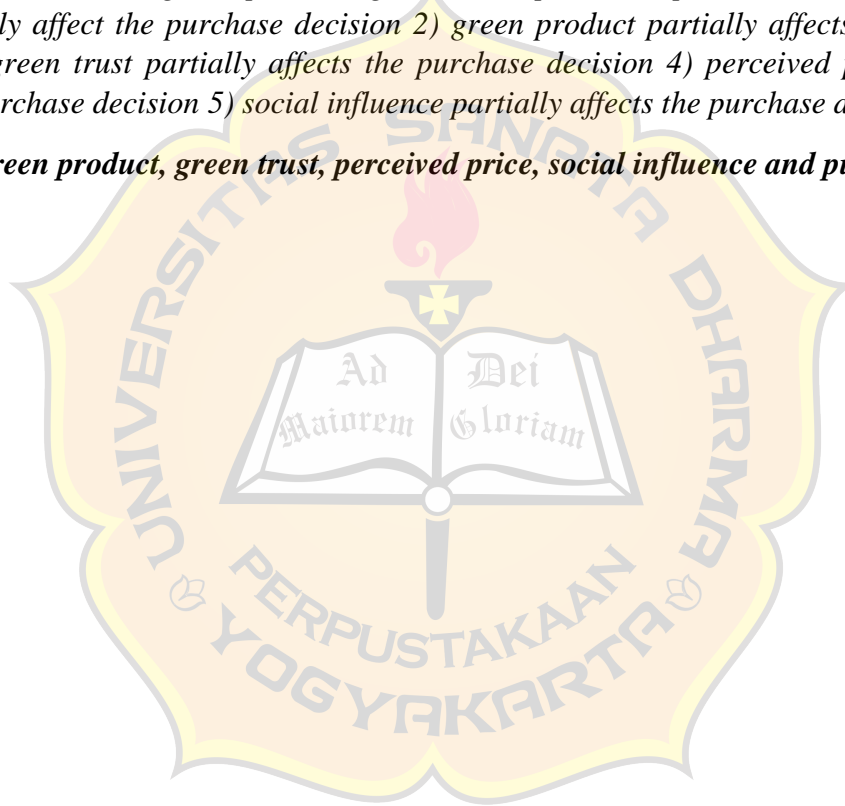 ly affect the purchase decision 2) green product partially affects
green trust partially affects the purchase decision 4) perceived
rchase decision 5) social influence partially affects the purchase
reen product, green trust, perceived price, social influence and pu
UNIVERSITAS SANATA DHARMA
Ad Dei
Maiorem Gloriam
PERPUSTAKAAN
YOGYAKARTA